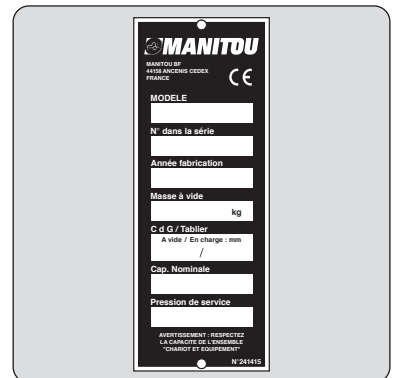 MANITOU
MANITOU BF
44158 ANCENIS CEDEX
FRANCE
CE
MODELE
N° dans la série
Année fabrication
Masse à vide
kg
C d G / Tablier
A vide / En charge : mm
/
Cap. Nominale
Pression de service
AVERTISSEMENT : RESPECTEZ
LA CAPACITE DE L'ENSEMBLE
"CHARIOT ET EQUIPEMENT"
N°241415